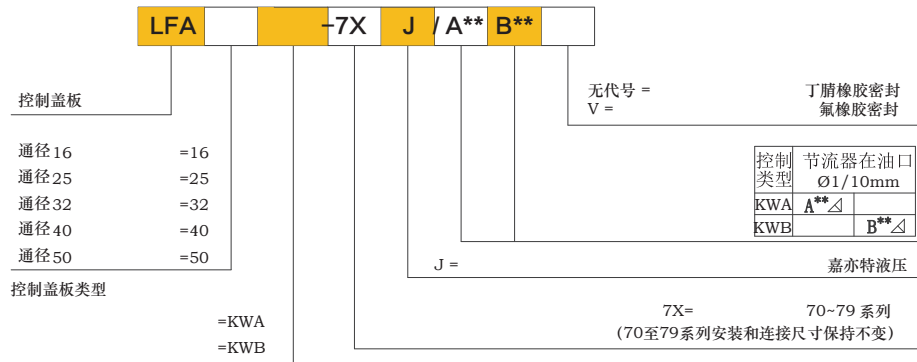 LFA -7X J / A** B**
控制盖板
无代号 = 丁腈橡胶密封
V = 氟橡胶密封
通径16 =16
通径25 =25
通径32 =32
通径40 =40
通径50 =50
控制类型 节流器在油口 Ø1/10mm
KWA A**
KWB B**
J = 嘉亦特液压
控制盖板类型
=KWA
=KWB
7X= 70~79 系列
(70至79系列安装和连接尺寸保持不变)